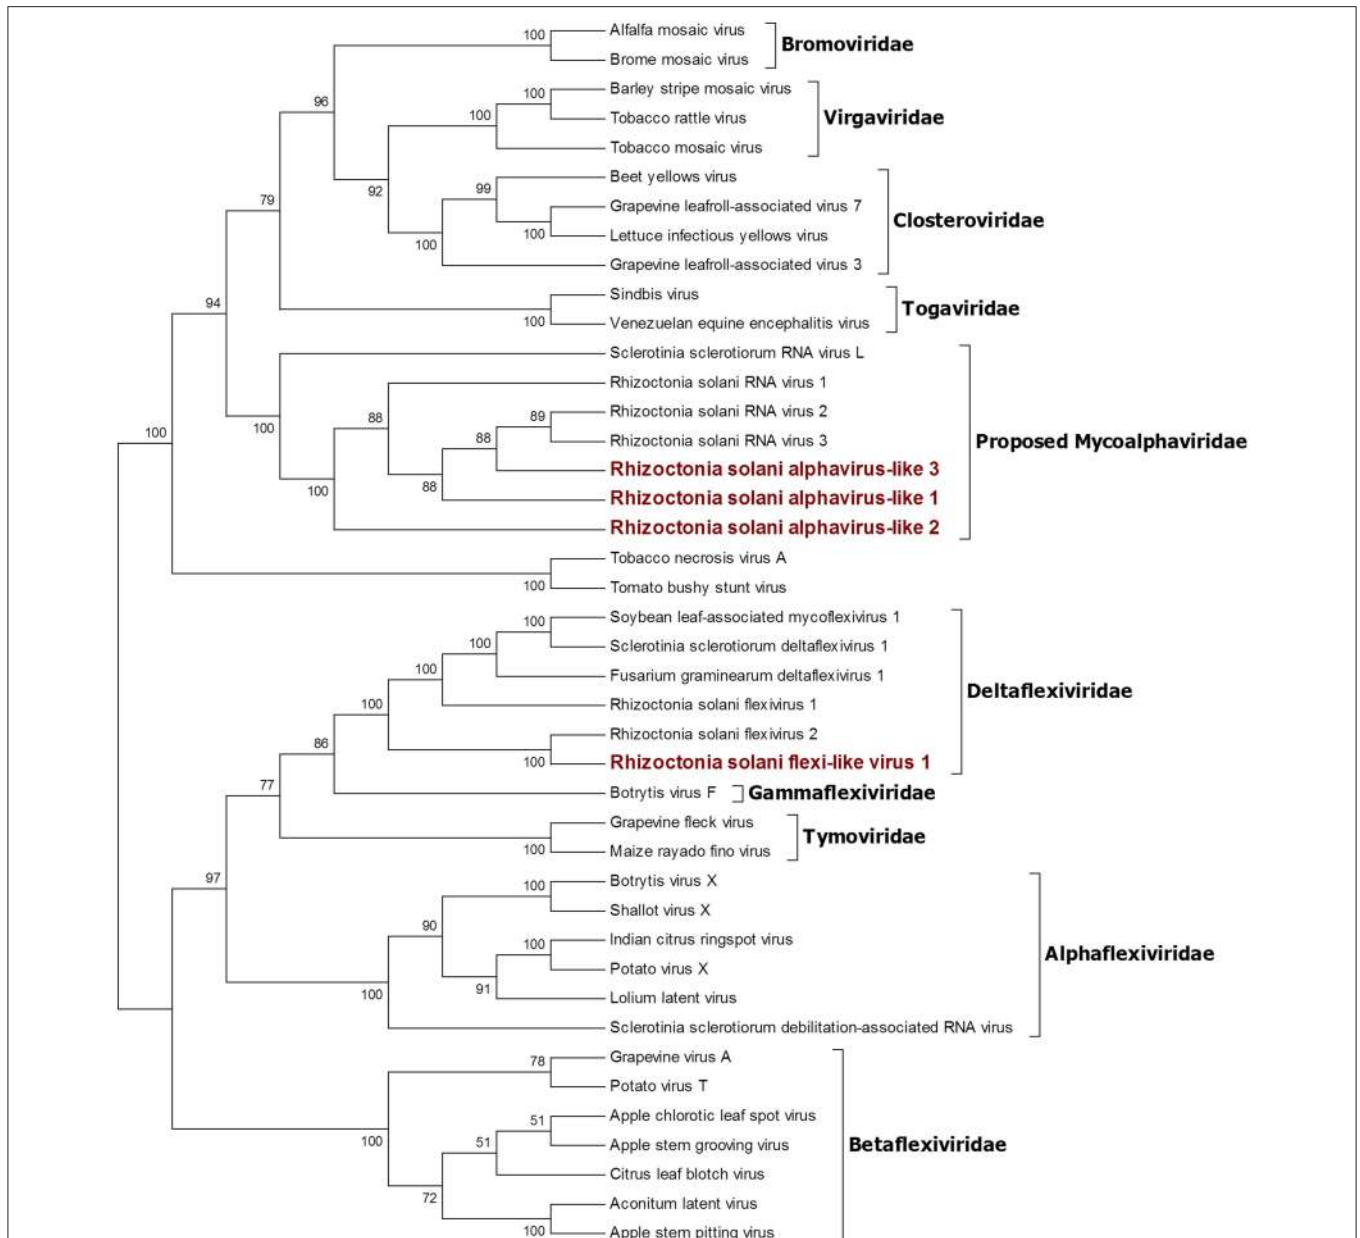 Alfalfa mosaic virus
100
Bromoviridae
Brome mosaic virus
Barley stripe mosaic virus
100
96
100
Tobacco rattle virus
Virgaviridae
Tobacco mosaic virus
Beet yellows virus
99
92
79
Grapevine leafroll-associated virus 7
Closteroviridae
100
Lettuce infectious yellows virus
100
Grapevine leafroll-associated virus 3
Sindbis virus
94
Togaviridae
100
Venezuelan equine encephalitis virus
Sclerotinia sclerotiorum RNA virus L
Rhizoctonia solani RNA virus 1
88
89
Rhizoctonia solani RNA virus 2
100
100
88
Rhizoctonia solani RNA virus 3
Proposed Mycoalphaviridae
Rhizoctonia solani alphavirus-like 3
88
100
Rhizoctonia solani alphavirus-like 1
Rhizoctonia solani alphavirus-like 2
Tobacco necrosis virus A
100
Tomato bushy stunt virus
Soybean leaf-associated mycoflexivirus 1
100
100
Sclerotinia sclerotiorum deltaflexivirus 1
100
Fusarium graminearum deltaflexivirus 1
Deltaflexiviridae
100
Rhizoctonia solani flexivirus 1
Rhizoctonia solani flexivirus 2
86
100
Rhizoctonia solani flexi-like virus 1
77
Botrytis virus F
Gammaflexiviridae
Grapevine fleck virus
Tymoviridae
100
Maize rayado fino virus
97
Botrytis virus X
100
Shallot virus X
90
100
Indian citrus ringspot virus
Alphaflexiviridae
Potato virus X
91
100
Lolium latent virus
Sclerotinia sclerotiorum debilitation-associated RNA virus
78
Grapevine virus A
Potato virus T
51
Apple chlorotic leaf spot virus
100
51
Apple stem grooving virus
Betaflexiviridae
Citrus leaf blotch virus
72
Aconitum latent virus
100
Apple stem pitting virus